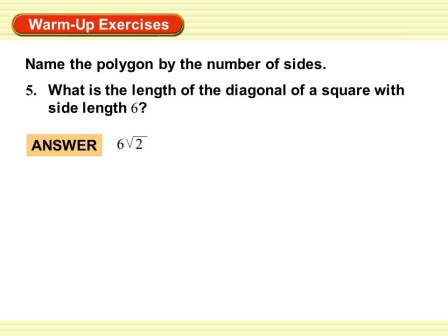 Warm-Up Exercises
Name the polygon by the number of sides.
5. What is the length of the diagonal of a square with
side length 6?
ANSWER 6√2